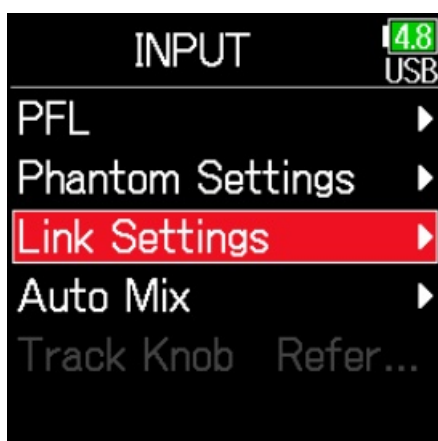 INPUT
4.8
USB
PFL
Phantom Settings
Link Settings
Auto Mix
Track Knob Refer...